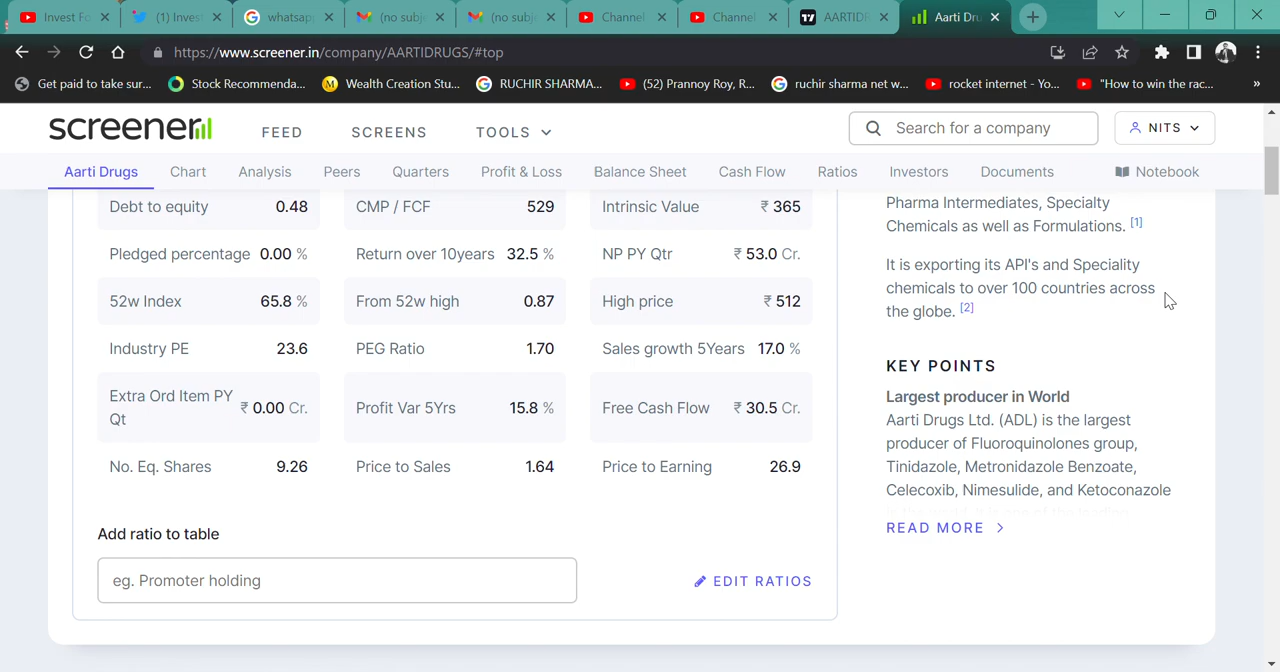 Invest Fo
(1) Invest
whatsap
(no subj
(no subj
Channel
Channel
AARTIDR
Aarti Dru
https://www.screener.in/company/AARTIDRUGS/#top
Get paid to take sur...
Stock Recommenda...
Wealth Creation Stu...
RUCHIR SHARMA...
(52) Prannoy Roy, R...
ruchir sharma net w...
rocket internet - Yo...
"How to win the rac...
»
screener
FEED
SCREENS
TOOLS
Search for a company
NITS
Aarti Drugs
Chart
Analysis
Peers
Quarters
Profit & Loss
Balance Sheet
Cash Flow
Ratios
Investors
Documents
Notebook
Debt to equity 0.48
CMP / FCF 529
Intrinsic Value ₹ 365
Pledged percentage 0.00 %
Return over 10years 32.5 %
NP PY Qtr ₹ 53.0 Cr.
52w Index 65.8 %
From 52w high 0.87
High price ₹ 512
Industry PE 23.6
PEG Ratio 1.70
Sales growth 5Years 17.0 %
Extra Ord Item PY
Qt
₹ 0.00 Cr.
Profit Var 5Yrs 15.8 %
Free Cash Flow ₹ 30.5 Cr.
No. Eq. Shares 9.26
Price to Sales 1.64
Price to Earning 26.9
Add ratio to table
eg. Promoter holding
EDIT RATIOS
Pharma Intermediates, Specialty
Chemicals as well as Formulations. [1]
It is exporting its API's and Speciality
chemicals to over 100 countries across
the globe. [2]
KEY POINTS
Largest producer in World
Aarti Drugs Ltd. (ADL) is the largest
producer of Fluoroquinolones group,
Tinidazole, Metronidazole Benzoate,
Celecoxib, Nimesulide, and Ketoconazole
READ MORE >